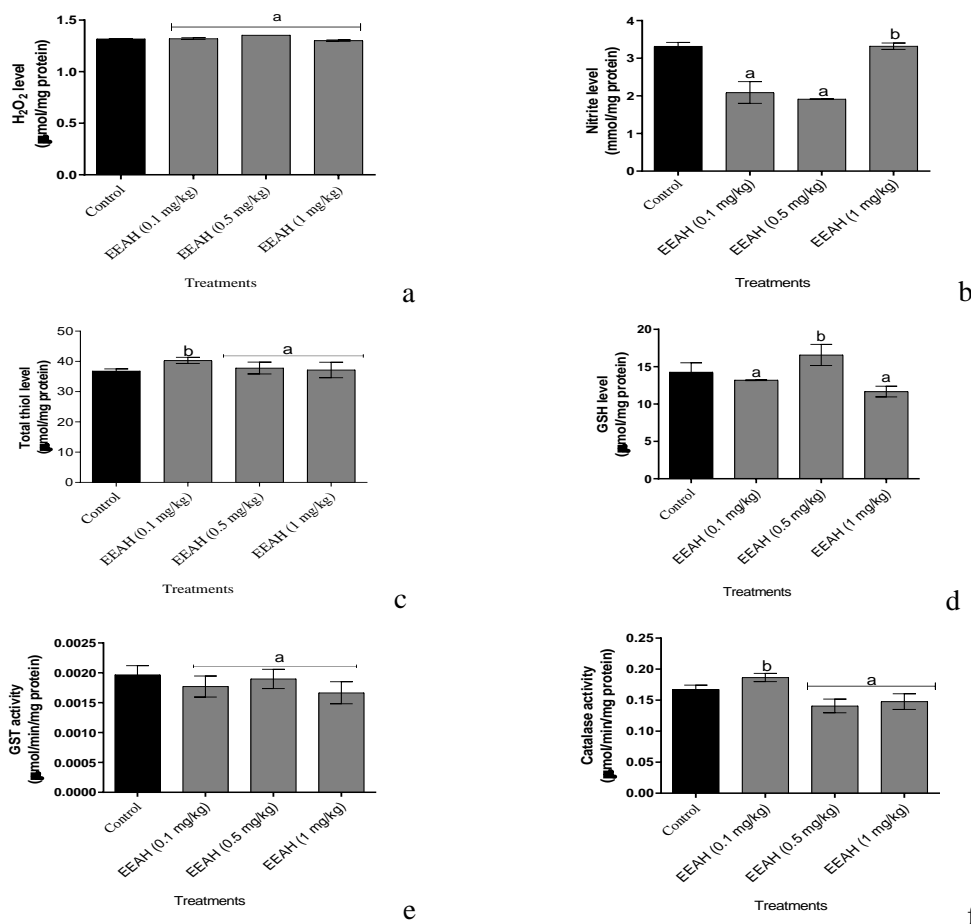 a
H₂O₂ level
(μmol/mg protein)
1.5
1.0
0.5
0.0
Control
EEAH (0.1 mg/kg)
EEAH (0.5 mg/kg)
EEAH (1 mg/kg)
Treatments
a
Nitrite level
(mmol/mg protein)
4
3
2
1
0
a
a
b
Control
EEAH (0.1 mg/kg)
EEAH (0.5 mg/kg)
EEAH (1 mg/kg)
Treatments
b
Total thiol level
(μmol/mg protein)
50
40
30
20
10
0
b
a
Control
EEAH (0.1 mg/kg)
EEAH (0.5 mg/kg)
EEAH (1 mg/kg)
Treatments
c
GSH level
(μmol/mg protein)
20
15
10
5
0
a
b
a
Control
EEAH (0.1 mg/kg)
EEAH (0.5 mg/kg)
EEAH (1 mg/kg)
Treatments
d
GST activity
(μmol/min/mg protein)
0.0025
0.0020
0.0015
0.0010
0.0005
0.0000
a
Control
EEAH (0.1 mg/kg)
EEAH (0.5 mg/kg)
EEAH (1 mg/kg)
Treatments
e
Catalase activity
(μmol/min/mg protein)
0.20
0.15
0.10
0.05
0.00
b
a
Control
EEAH (0.1 mg/kg)
EEAH (0.5 mg/kg)
EEAH (1 mg/kg)
Treatments
f